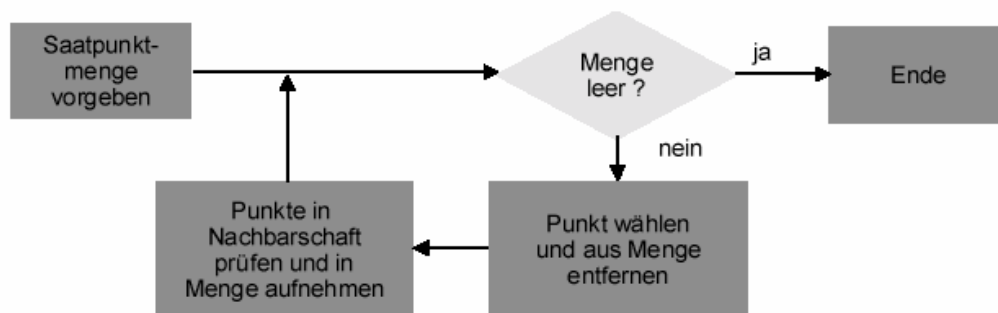 Saatpunkt-
menge
vorgeben
Menge
leer ?
ja
Ende
nein
Punkt wählen
und aus Menge
entfernen
Punkte in
Nachbarschaft
prüfen und in
Menge aufnehmen